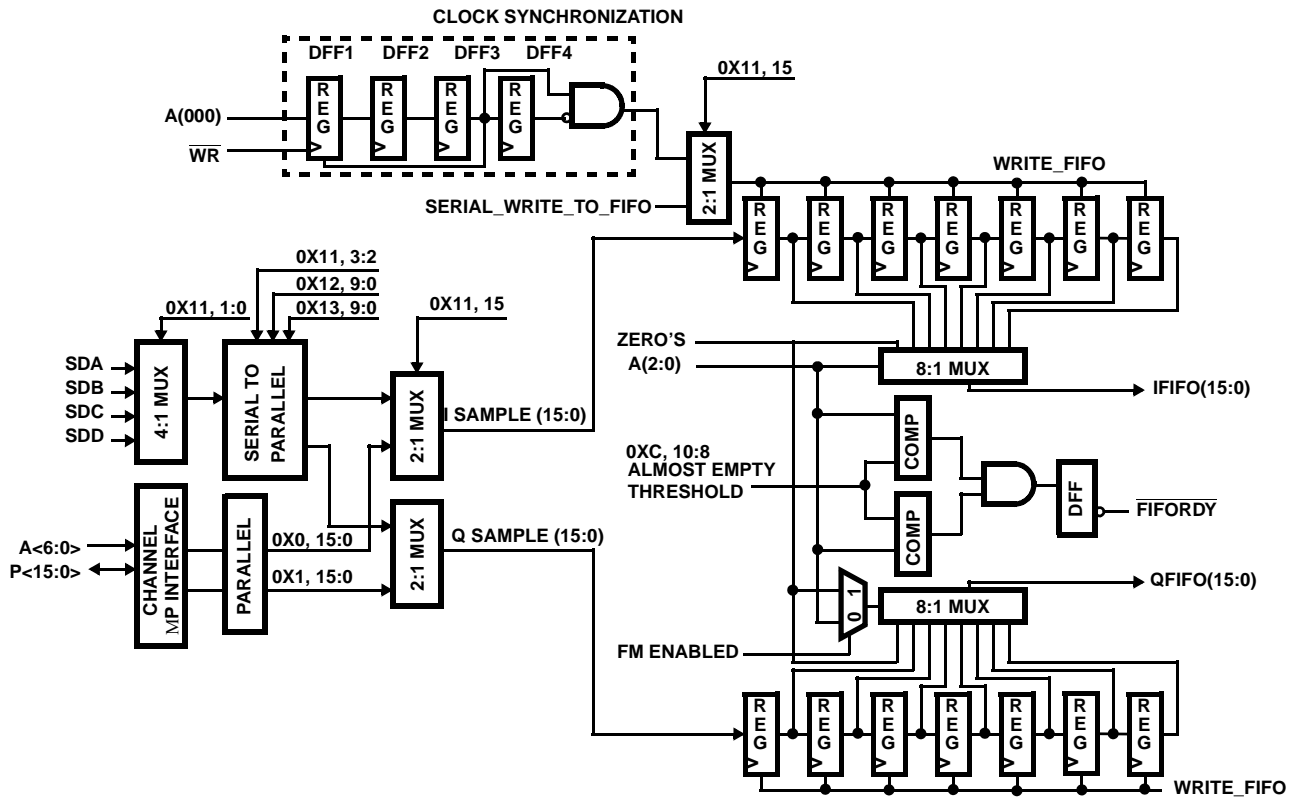 CLOCK SYNCHRONIZATION
DFF1 DFF2 DFF3 DFF4
REG REG REG REG
A(000)
WR
0X11, 15
2:1 MUX
WRITE_FIFO
SERIAL_WRITE_TO_FIFO
REG REG REG REG REG REG REG
0X11, 3:2
0X12, 9:0
0X11, 1:0
0X13, 9:0
0X11, 15
SDA
SDB
SDC
SDD
4:1 MUX
SERIAL TO
PARALLEL
2:1 MUX
I SAMPLE (15:0)
ZERO'S
A(2:0)
8:1 MUX
IFIFO(15:0)
0XC, 10:8
ALMOST EMPTY
THRESHOLD
COMP
COMP
DFF
FIFORDY
A<6:0>
P<15:0>
CHANNEL
MP INTERFACE
PARALLEL
0X0, 15:0
0X1, 15:0
2:1 MUX
Q SAMPLE (15:0)
0 1
8:1 MUX
QFIFO(15:0)
FM ENABLED
REG REG REG REG REG REG REG
WRITE_FIFO